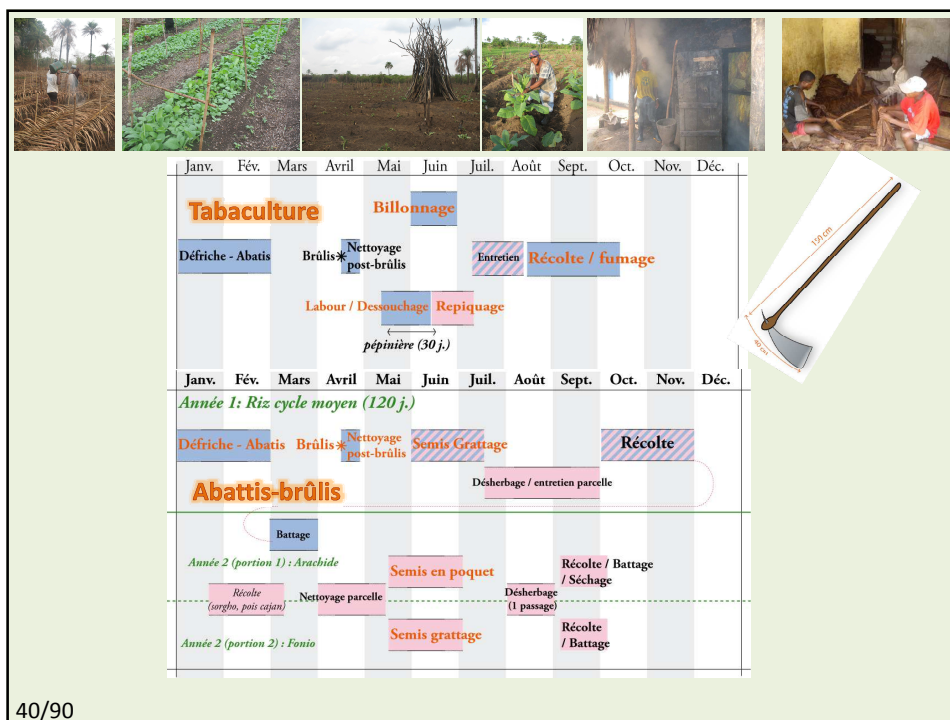 Janv. Fév. Mars Avril Mai Juin Juil. Août Sept. Oct. Nov. Déc.
Tabaculture
Billonnage
Défriche - Abatis
Brûlis
Nettoyage
post-brûlis
Entretien
Récolte / fumage
Labour / Dessouchage
Repiquage
pépinière (30 j.)
150 cm
40 cm
Janv. Fév. Mars Avril Mai Juin Juil. Août Sept. Oct. Nov. Déc.
Année 1: Riz cycle moyen (120 j.)
Défriche - Abatis
Brûlis
Nettoyage
post-brûlis
Semis Grattage
Récolte
Désherbage / entretien parcelle
Abattis-brûlis
Battage
Année 2 (portion 1) : Arachide
Semis en poquet
Récolte / Battage
/ Séchage
Récolte
(sorgho, pois cajan)
Nettoyage parcelle
Désherbage
(1 passage)
Année 2 (portion 2) : Fonio
Semis grattage
Récolte
/ Battage
40/90